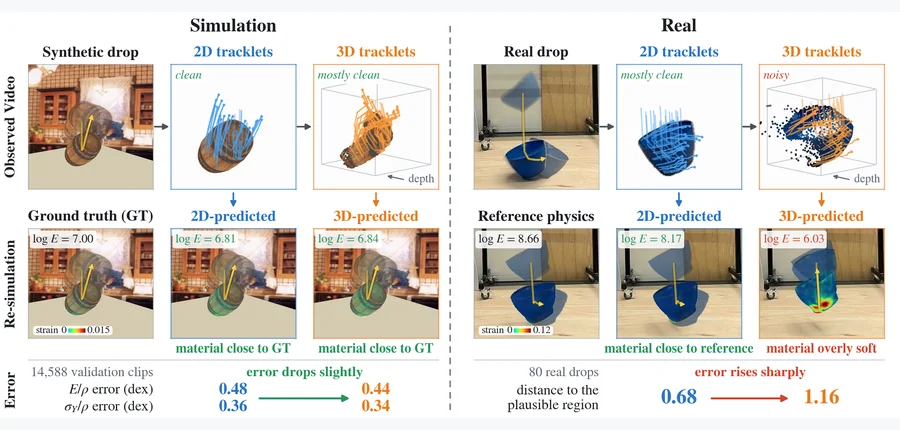 Simulation
Real
Observed Video
Synthetic drop
2D tracklets
3D tracklets
Real drop
2D tracklets
3D tracklets
clean
mostly clean
mostly clean
noisy
depth
depth
Re-simulation
Ground truth (GT)
2D-predicted
3D-predicted
Reference physics
2D-predicted
3D-predicted
log E = 7.00
log E = 6.81
log E = 6.84
log E = 8.66
log E = 8.17
log E = 6.03
strain 0 0.015
strain 0 0.12
material close to GT
material close to GT
material close to reference
material overly soft
Error
14,588 validation clips
error drops slightly
80 real drops
error rises sharply
E/ρ error (dex)
0.48
0.44
σY/ρ error (dex)
0.36
0.34
distance to the
plausible region
0.68
1.16